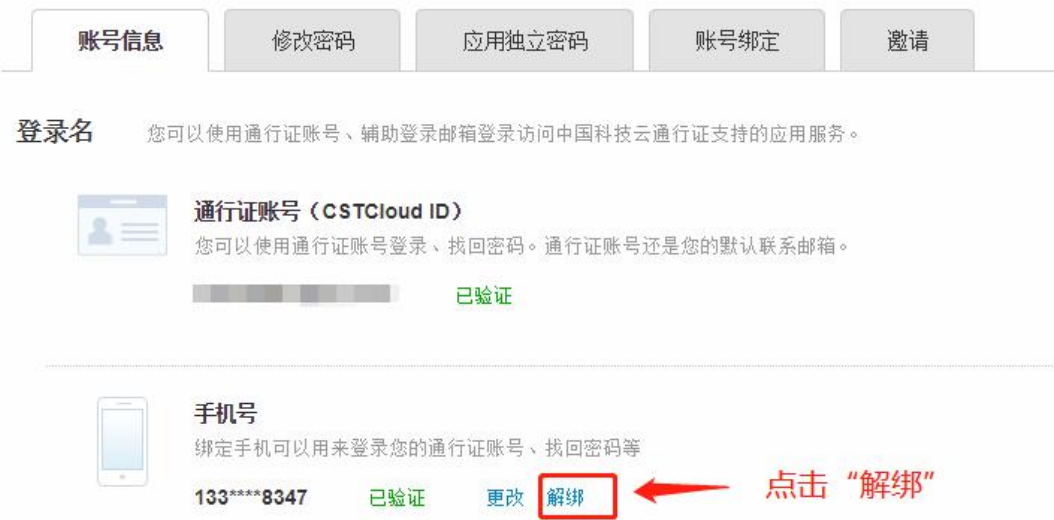 账号信息 修改密码 应用独立密码 账号绑定 邀请
登录名 您可以使用通行证账号、辅助登录邮箱登录访问中国科技云通行证支持的应用服务。
通行证账号（CSTCloud ID）
您可以使用通行证账号登录、找回密码。通行证账号还是您的默认联系邮箱。
已验证
手机号
绑定手机可以用来登录您的通行证账号、找回密码等
133****8347 已验证 更改 解绑 点击“解绑”